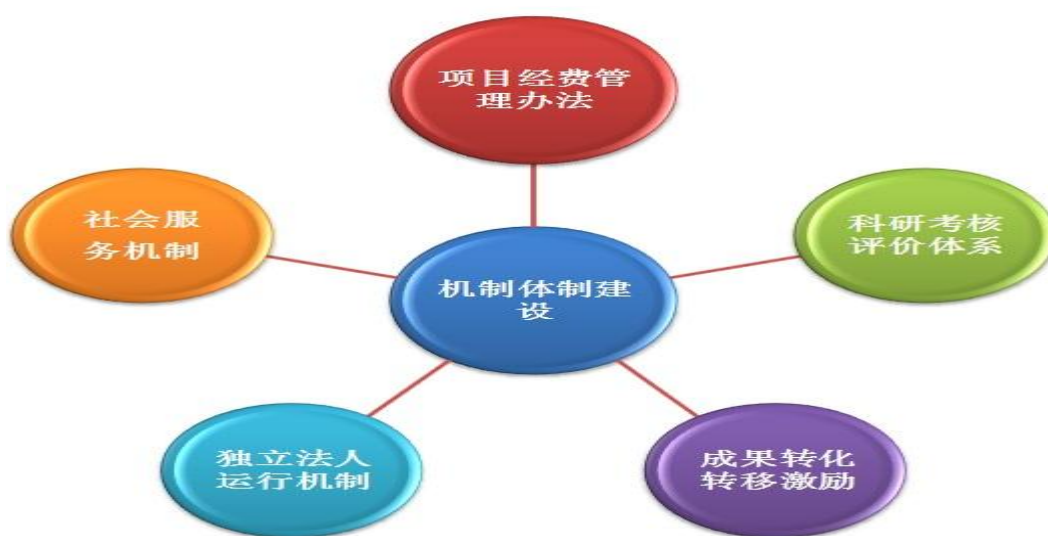 项目经费管
理办法
社会服
务机制
科研考核
评价体系
机制体制建
设
独立法人
运行机制
成果转化
转移激励